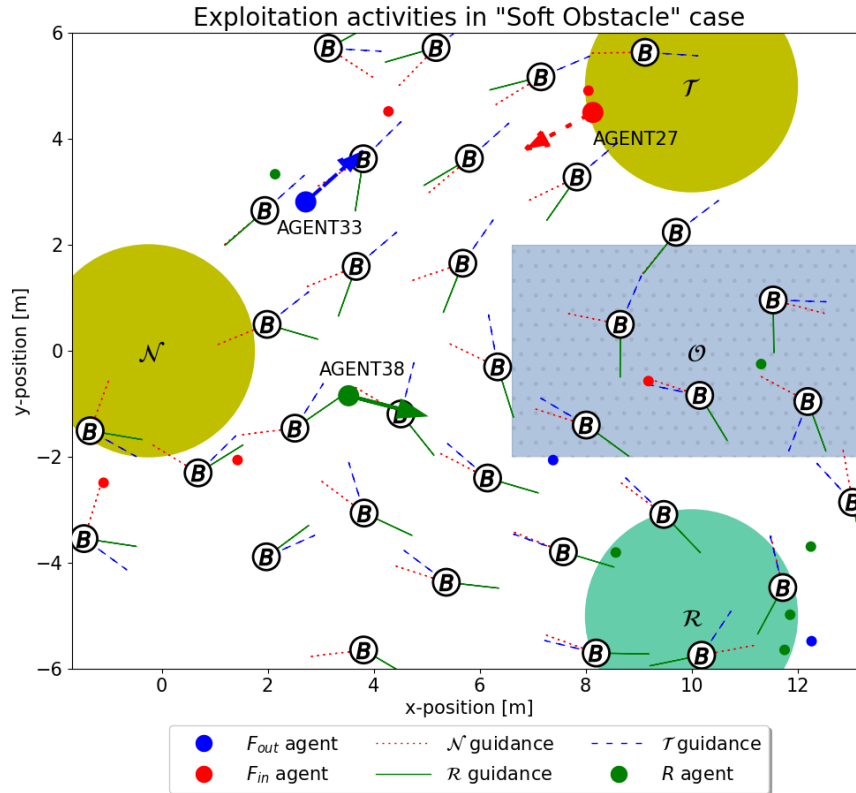 Exploitation activities in "Soft Obstacle" case
y-position [m]
6
4
2
0
−2
−4
−6
B B B B
𝒯
AGENT27
B B B
B
AGENT33
B
B B
B B B
𝒩
𝒪
AGENT38
B B B
B B B B
B B B
B B B
B B B
B B
ℛ
B B B
0 2 4 6 8 10 12
x-position [m]
F_out agent
𝒩 guidance
𝒯 guidance
F_in agent
ℛ guidance
R agent